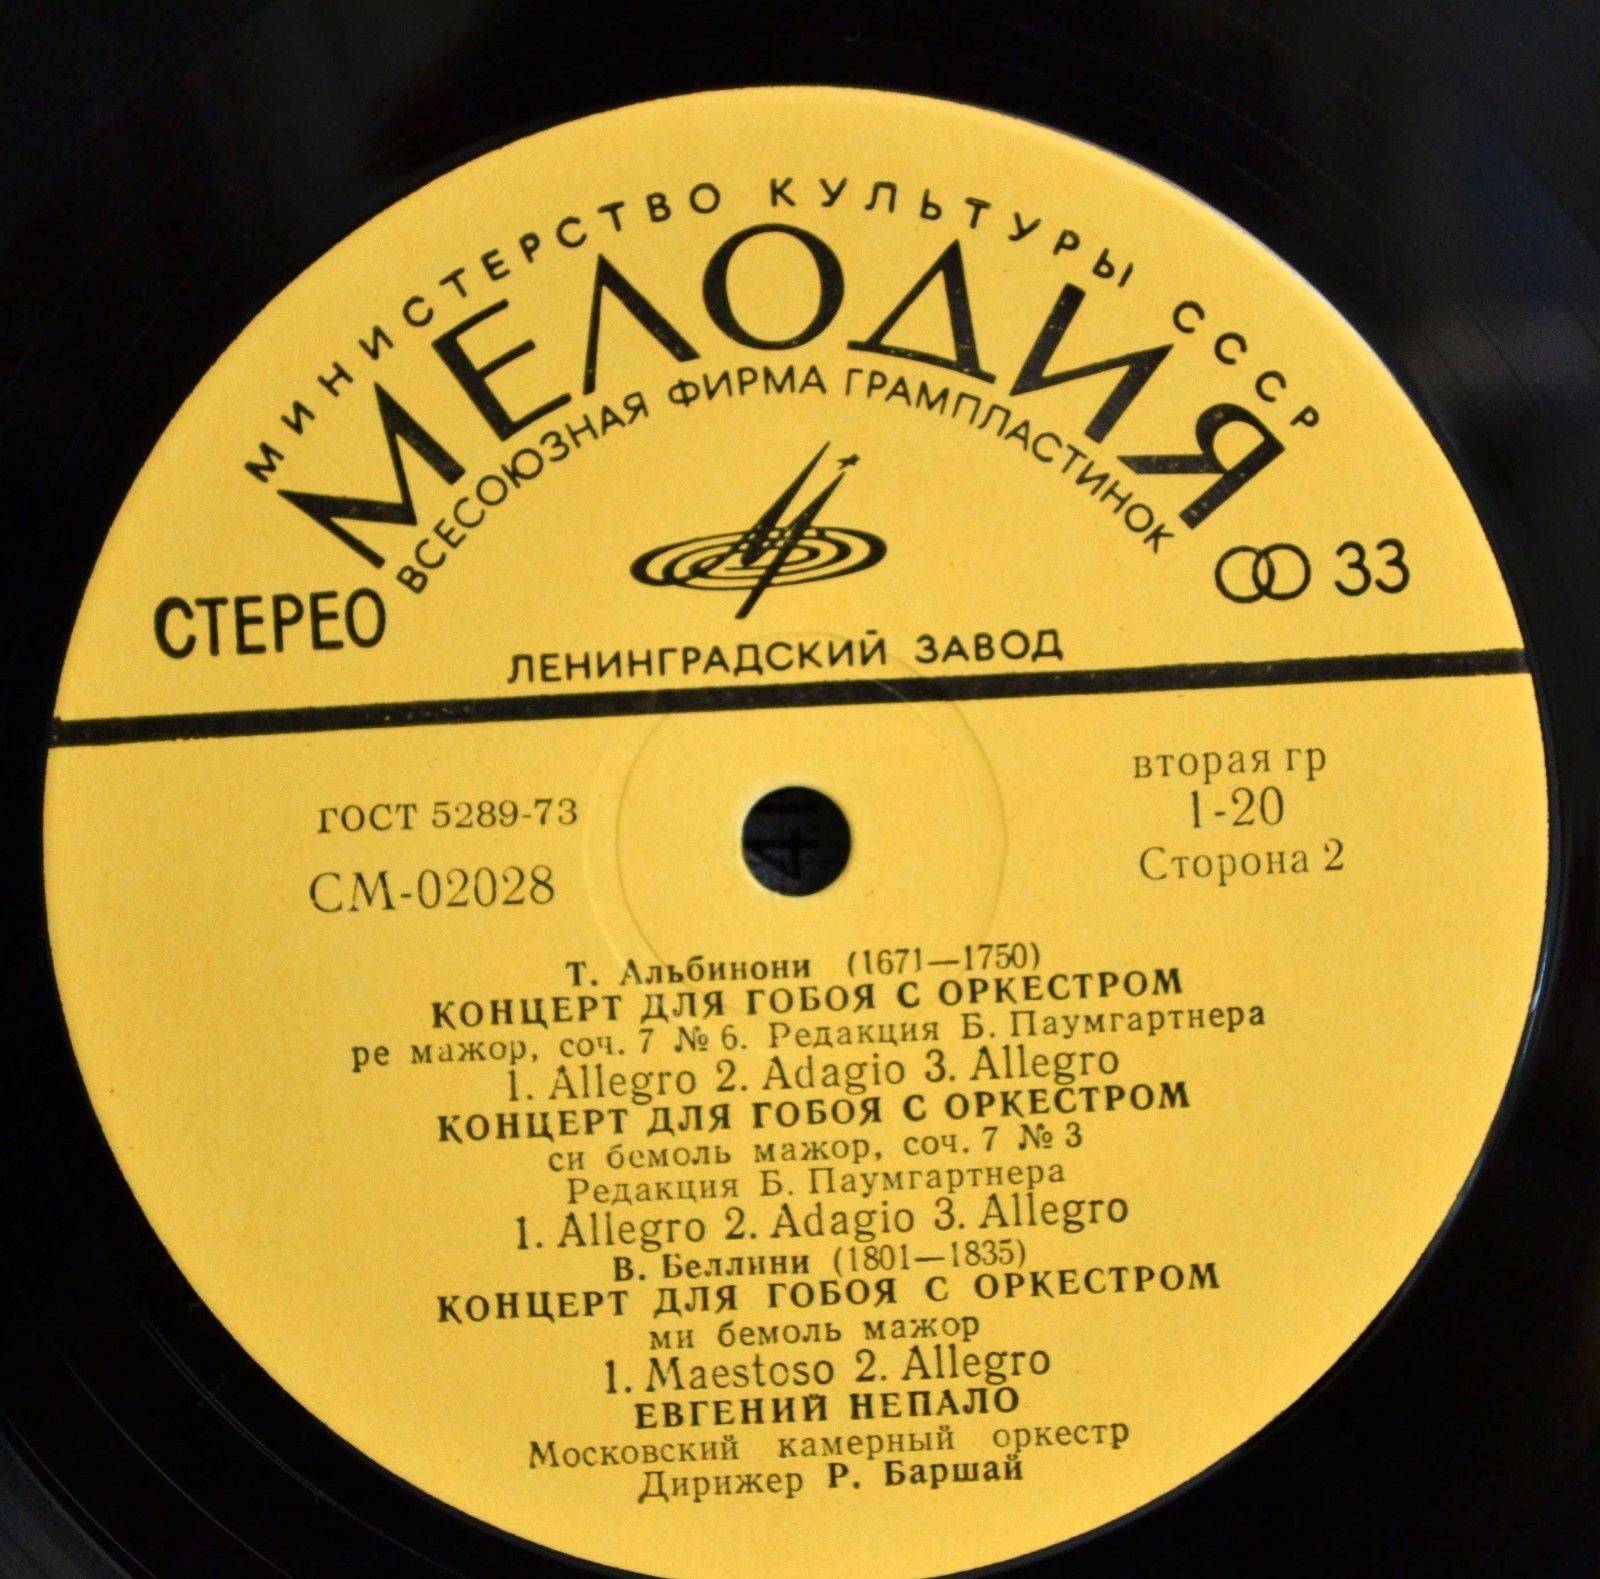 МИНИСТЕРСТВО КУЛЬТУРЫ СССР
МЕЛОДИЯ
ВСЕСОЮЗНАЯ ФИРМА ГРАМПЛАСТИНОК
СТЕРЕО
33
ЛЕНИНГРАДСКИЙ ЗАВОД
ГОСТ 5289-73
СМ-02028
вторая гр
1-20
Сторона 2
Т. Альбинони (1671—1750)
КОНЦЕРТ ДЛЯ ГОБОЯ С ОРКЕСТРОМ
ре мажор, соч. 7 № 6. Редакция Б. Паумгартнера
1. Allegro 2. Adagio 3. Allegro
КОНЦЕРТ ДЛЯ ГОБОЯ С ОРКЕСТРОМ
си бемоль мажор, соч. 7 № 3
Редакция Б. Паумгартнера
1. Allegro 2. Adagio 3. Allegro
В. Беллини (1801—1835)
КОНЦЕРТ ДЛЯ ГОБОЯ С ОРКЕСТРОМ
ми бемоль мажор
1. Maestoso 2. Allegro
ЕВГЕНИЙ НЕПАЛО
Московский камерный оркестр
Дирижер Р. Баршай